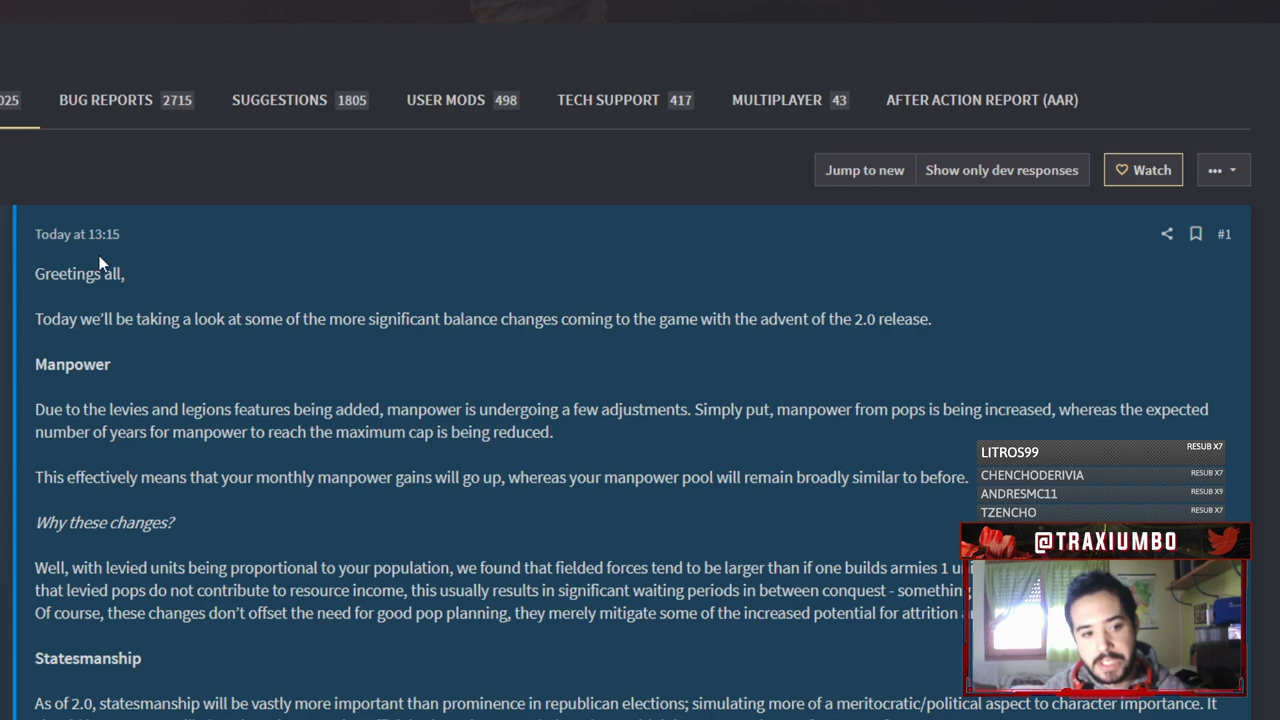 025 BUG REPORTS 2715 SUGGESTIONS 1805 USER MODS 498 TECH SUPPORT 417 MULTIPLAYER 43 AFTER ACTION REPORT (AAR)
Jump to new Show only dev responses Watch •••
Today at 13:15 #1
Greetings all,
Today we'll be taking a look at some of the more significant balance changes coming to the game with the advent of the 2.0 release.
Manpower
Due to the levies and legions features being added, manpower is undergoing a few adjustments. Simply put, manpower from pops is being increased, whereas the expected
number of years for manpower to reach the maximum cap is being reduced.
This effectively means that your monthly manpower gains will go up, whereas your manpower pool will remain broadly similar to before.
Why these changes?
Well, with levied units being proportional to your population, we found that fielded forces tend to be larger than if one builds armies 1
that levied pops do not contribute to resource income, this usually results in significant waiting periods in between conquest - something
Of course, these changes don't offset the need for good pop planning, they merely mitigate some of the increased potential for attrition
Statesmanship
As of 2.0, statesmanship will be vastly more important than prominence in republican elections; simulating more of a meritocratic/political aspect to character importance. It
LITROS99 RESUB X7
CHENCHODERIVIA RESUB X7
ANDRESMC11 RESUB X9
TZENCHO RESUB X7
@TRAXIUMBO